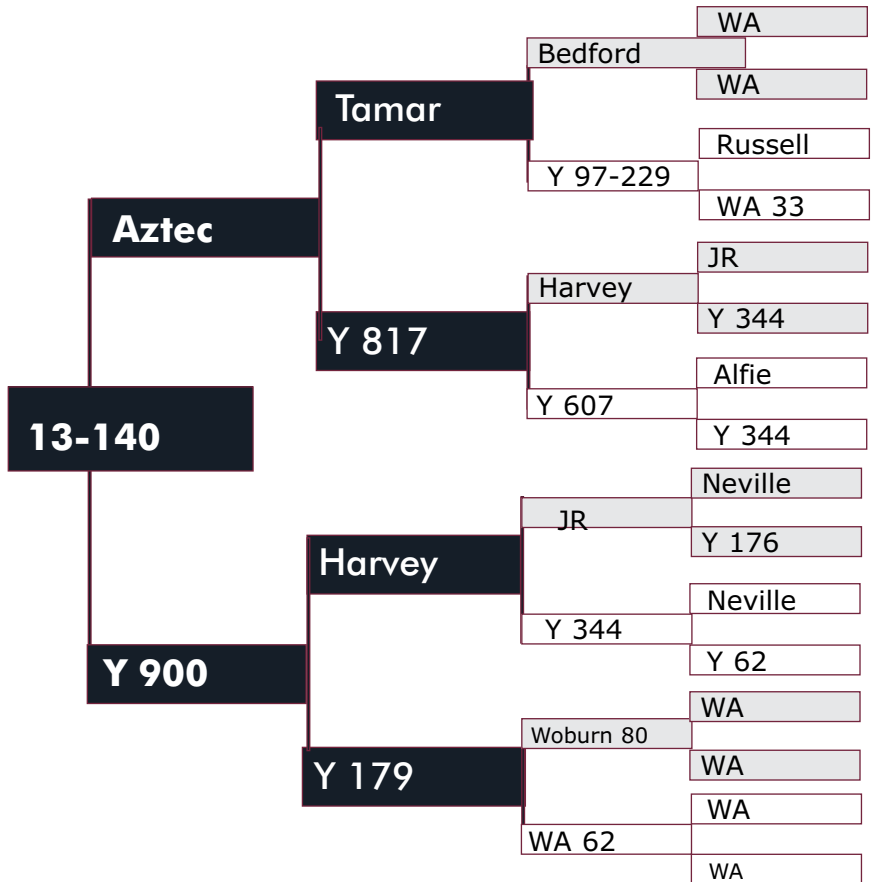 WA
Bedford
WA
Tamar
Russell
Y 97-229
WA 33
Aztec
JR
Harvey
Y 344
Y 817
Alfie
Y 607
Y 344
13-140
Neville
JR
Y 176
Harvey
Neville
Y 344
Y 62
Y 900
WA
Woburn 80
WA
Y 179
WA
WA 62
WA